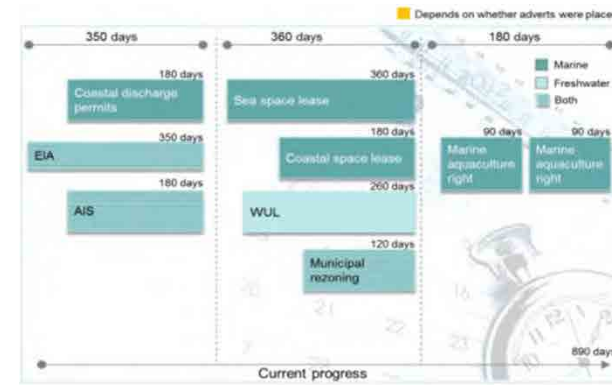 Depends on whether adverts were place
350 days
360 days
180 days
Marine
Freshwater
Both
180 days
Coastal discharge
permits
350 days
EIA
180 days
AIS
360 days
Sea space lease
180 days
Coastal space lease
260 days
WUL
120 days
Municipal
rezoning
90 days
Marine
aquaculture
right
90 days
Marine
aquaculture
right
890 days
Current progress